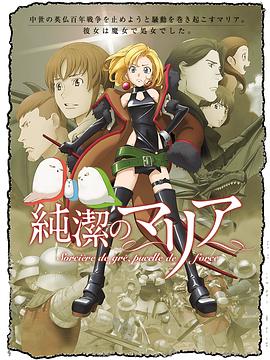 中世の英仏百年戦争を止めようと騒動を巻き起こすマリア。
彼女は魔女で処女でした。
純潔のマリア
Sorcière de gré, pucelle de force